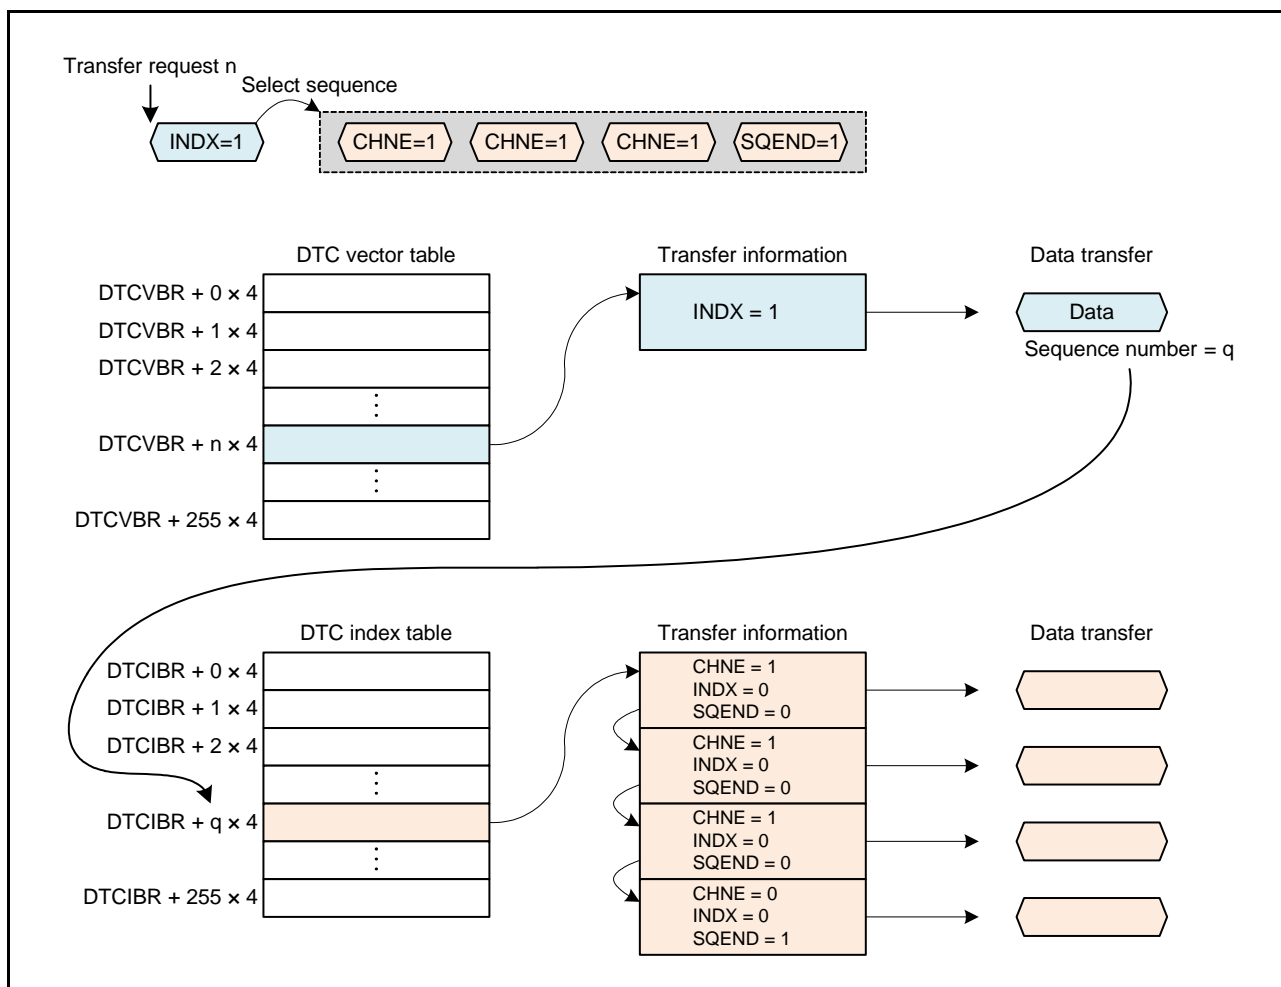 Transfer request n
Select sequence
INDX=1
CHNE=1
CHNE=1
CHNE=1
SQEND=1
DTC vector table
Transfer information
Data transfer
DTCVBR + 0 × 4
DTCVBR + 1 × 4
DTCVBR + 2 × 4
⋮
DTCVBR + n × 4
⋮
DTCVBR + 255 × 4
INDX = 1
Data
Sequence number = q
DTC index table
Transfer information
Data transfer
DTCIBR + 0 × 4
DTCIBR + 1 × 4
DTCIBR + 2 × 4
⋮
DTCIBR + q × 4
⋮
DTCIBR + 255 × 4
CHNE = 1
INDX = 0
SQEND = 0
CHNE = 1
INDX = 0
SQEND = 0
CHNE = 1
INDX = 0
SQEND = 0
CHNE = 0
INDX = 0
SQEND = 1